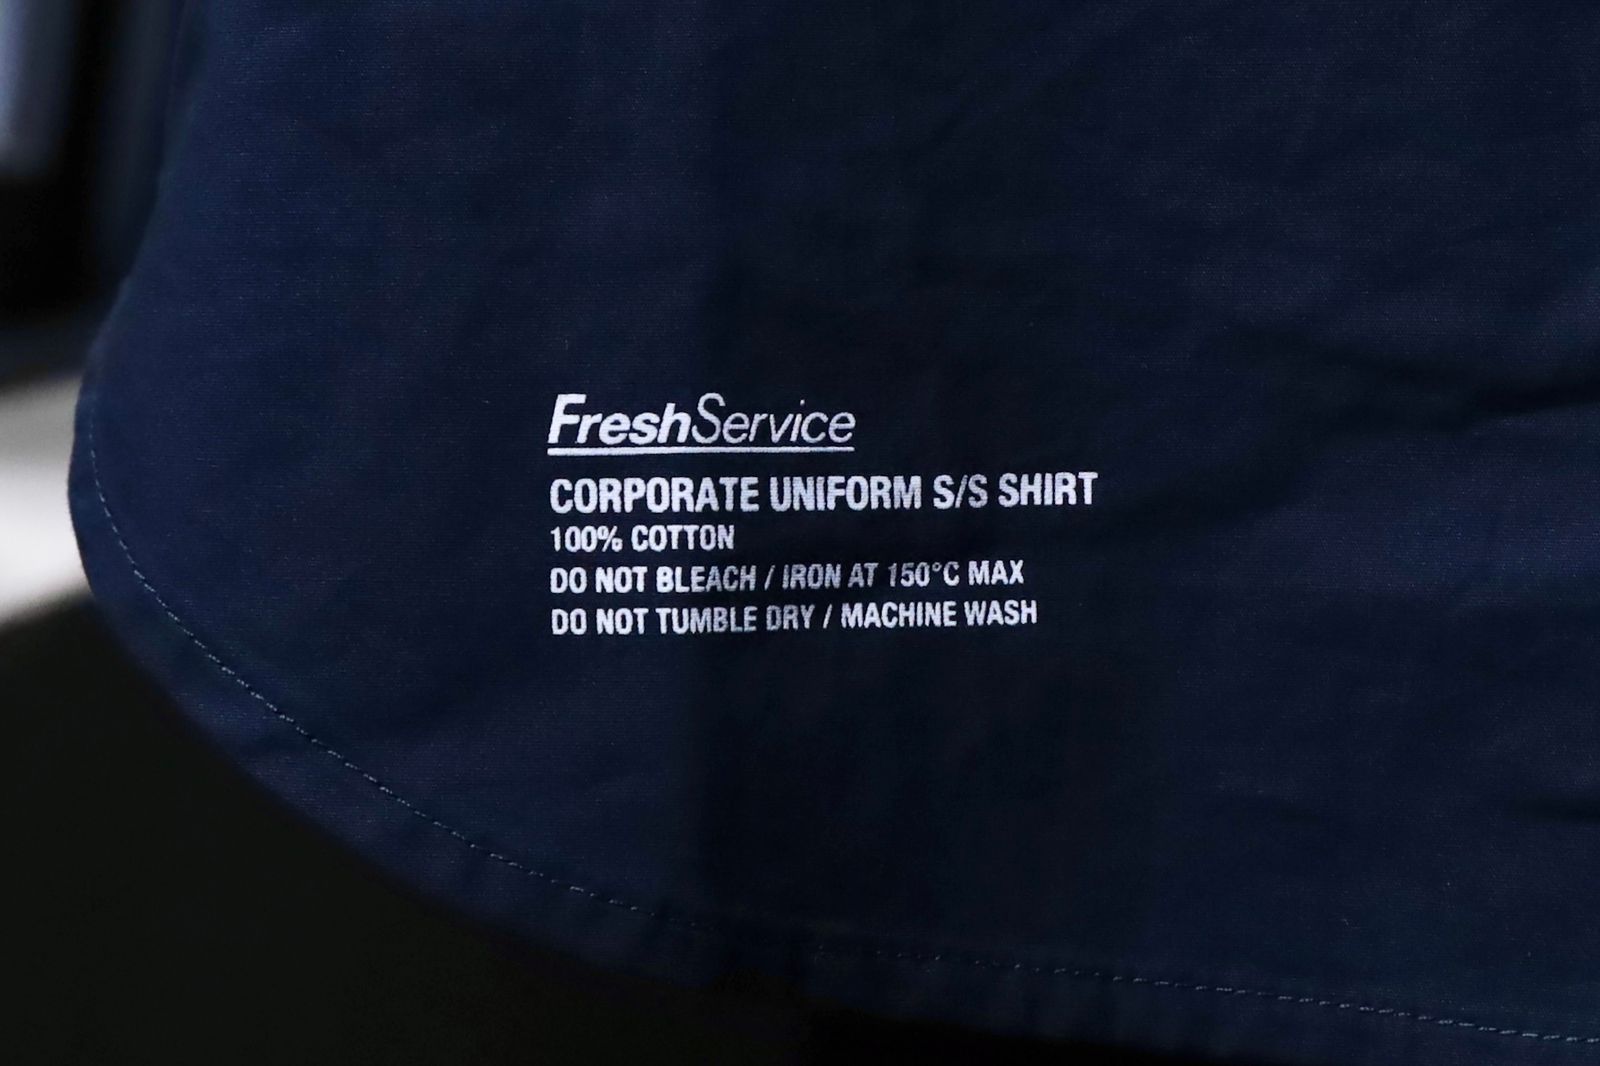 FreshService
CORPORATE UNIFORM S/S SHIRT
100% COTTON
DO NOT BLEACH / IRON AT 150°C MAX
DO NOT TUMBLE DRY / MACHINE WASH